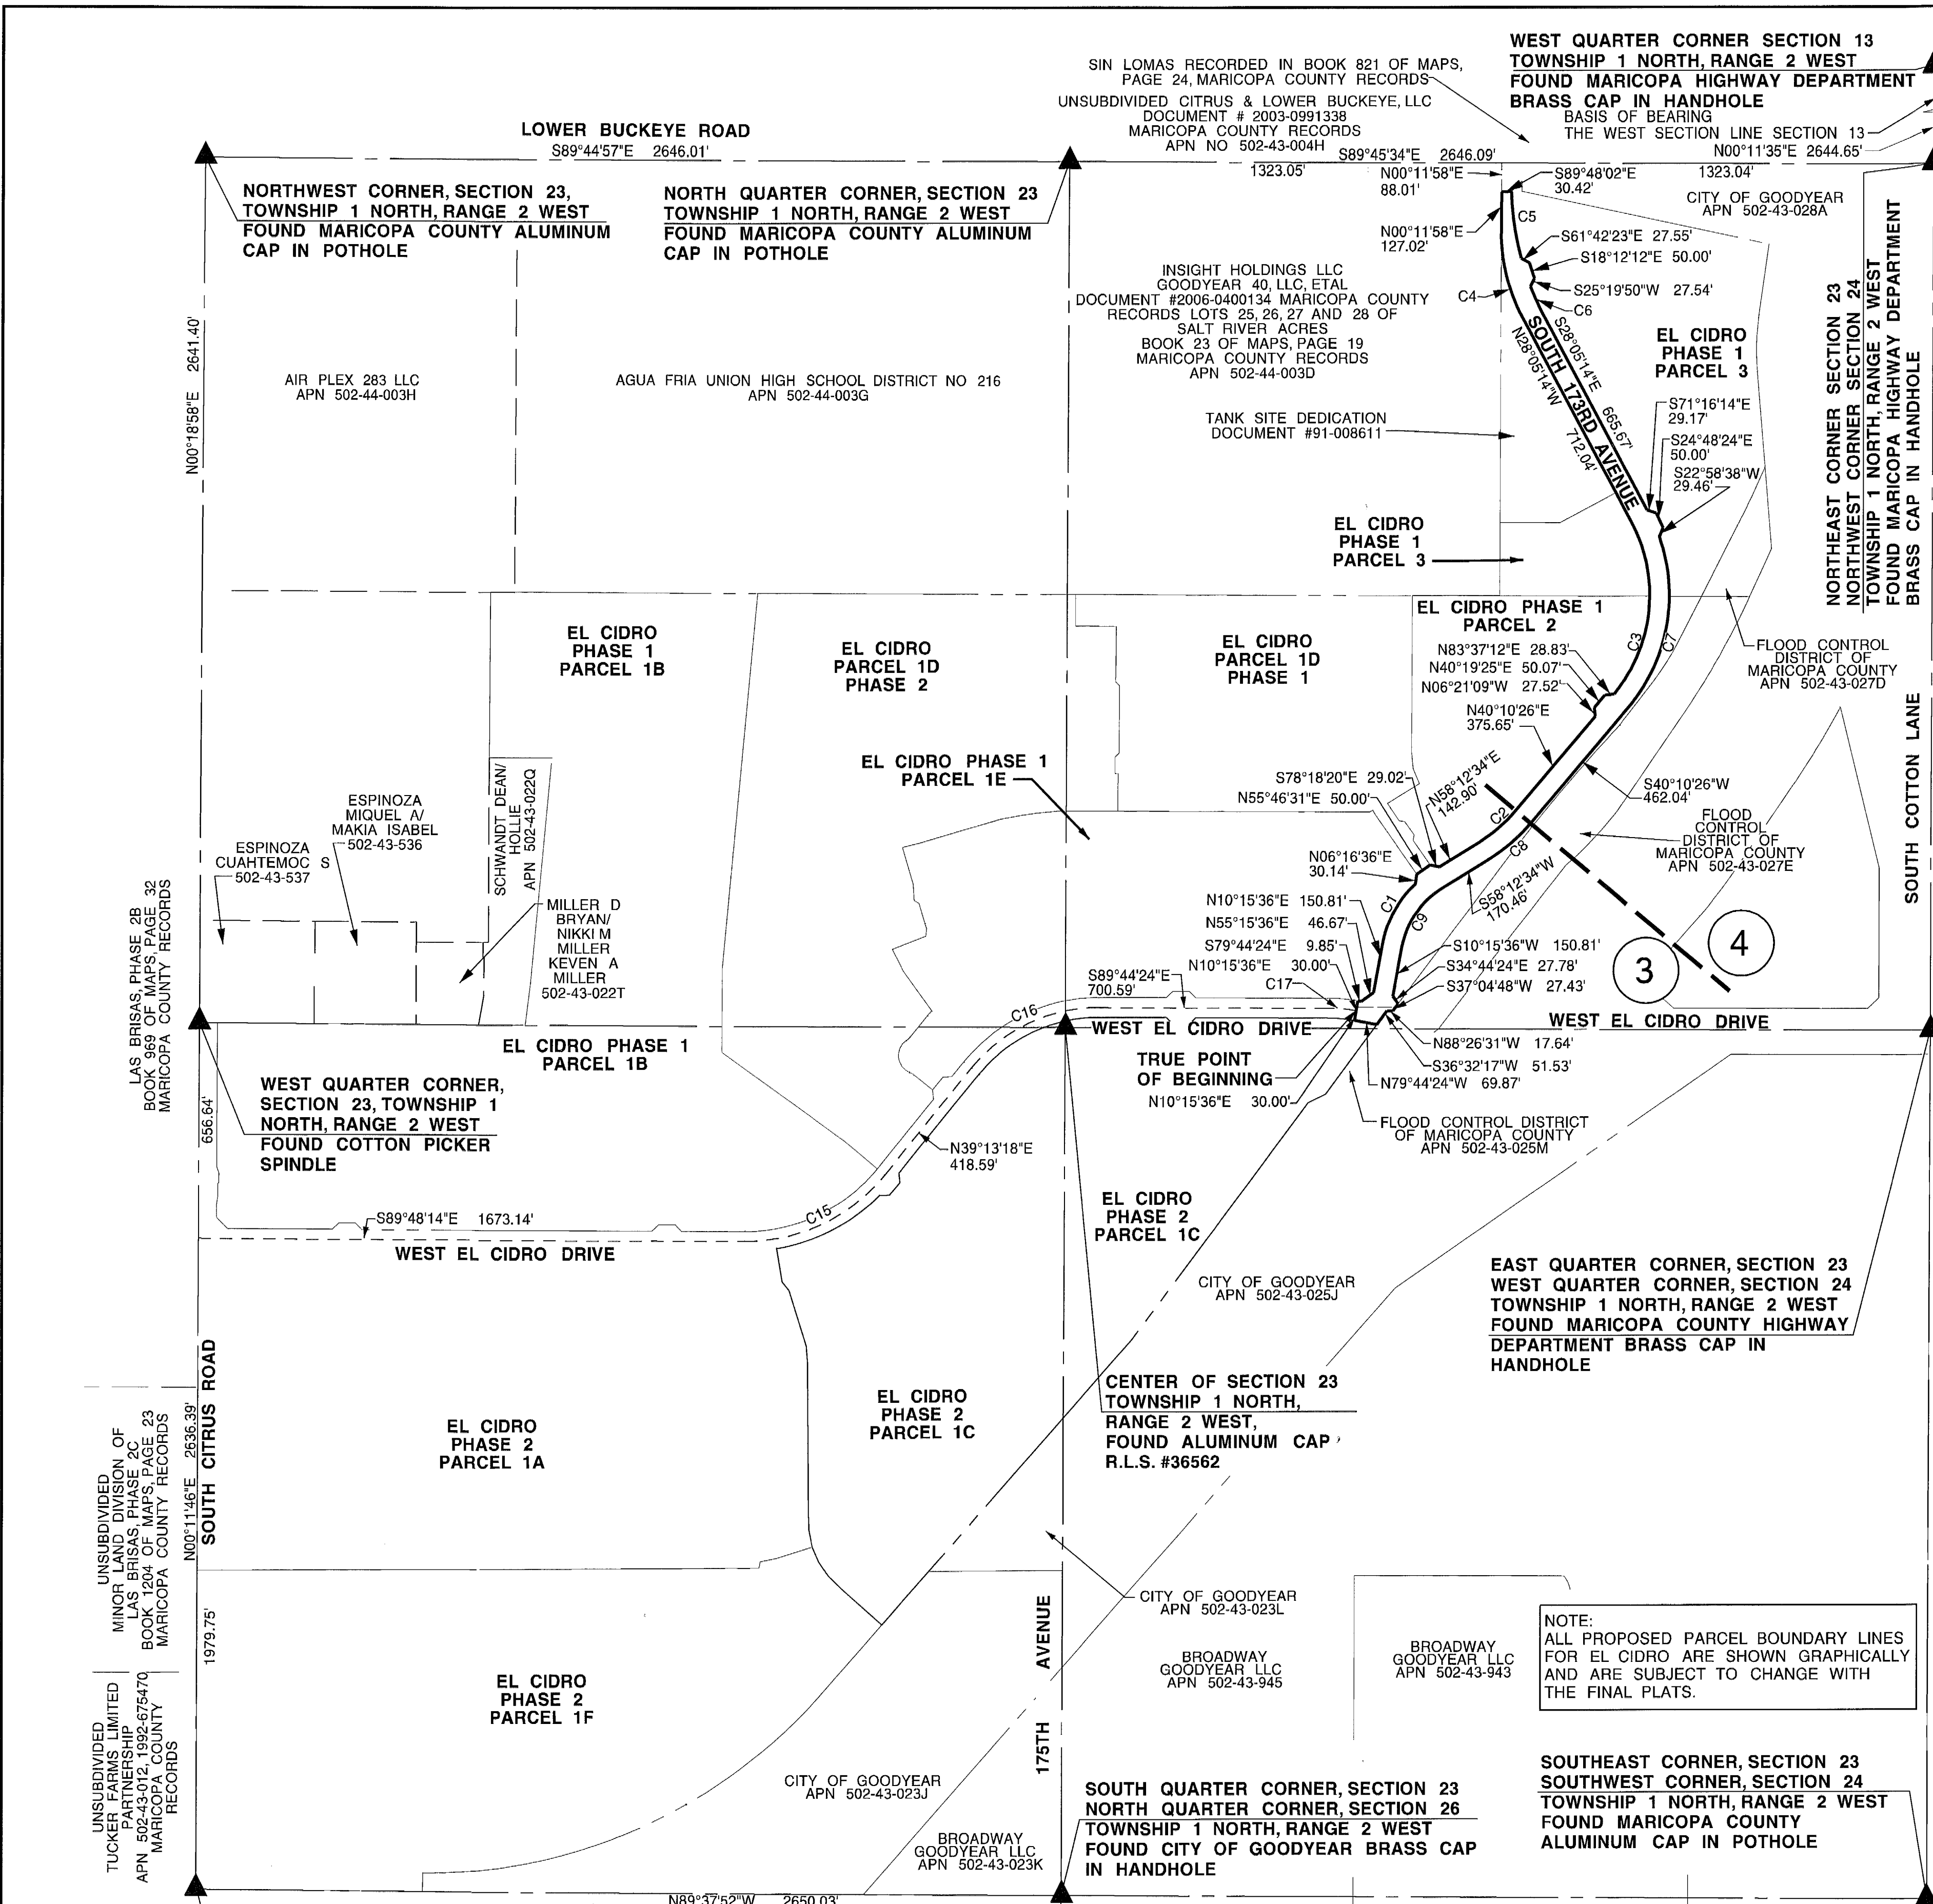 SIN LOMAS RECORDED IN BOOK 821 OF MAPS,
PAGE 24, MARICOPA COUNTY RECORDS
UNSUBDIVIDED CITRUS & LOWER BUCKEYE, LLC
DOCUMENT # 2003-0991338
MARICOPA COUNTY RECORDS
APN NO 502-43-004H
WEST QUARTER CORNER SECTION 13
TOWNSHIP 1 NORTH, RANGE 2 WEST
FOUND MARICOPA HIGHWAY DEPARTMENT
BRASS CAP IN HANDHOLE
BASIS OF BEARING
THE WEST SECTION LINE SECTION 13
N00°11'35"E 2644.65'
LOWER BUCKEYE ROAD
S89°44'57"E 2646.01'
S89°45'34"E 2646.09'
1323.05'
1323.04'
NORTHWEST CORNER, SECTION 23,
TOWNSHIP 1 NORTH, RANGE 2 WEST
FOUND MARICOPA COUNTY ALUMINUM
CAP IN POTHOLE
NORTH QUARTER CORNER, SECTION 23
TOWNSHIP 1 NORTH, RANGE 2 WEST
FOUND MARICOPA COUNTY ALUMINUM
CAP IN POTHOLE
N00°11'58"E
88.01'
S89°48'02"E
30.42'
CITY OF GOODYEAR
APN 502-43-028A
N00°11'58"E
127.02'
C5
S61°42'23"E 27.55'
S18°12'12"E 50.00'
S25°19'50"W 27.54'
C4
C6
INSIGHT HOLDINGS LLC
GOODYEAR 40, LLC, ETAL
DOCUMENT #2006-0400134 MARICOPA COUNTY
RECORDS LOTS 25, 26, 27 AND 28 OF
SALT RIVER ACRES
BOOK 23 OF MAPS, PAGE 19
MARICOPA COUNTY RECORDS
APN 502-44-003D
SOUTH 173RD AVENUE
S28°05'14"E 665.67'
N28°05'14"W 712.04'
EL CIDRO
PHASE 1
PARCEL 3
NORTHEAST CORNER SECTION 23
NORTHWEST CORNER SECTION 24
TOWNSHIP 1 NORTH, RANGE 2 WEST
FOUND MARICOPA HIGHWAY DEPARTMENT
BRASS CAP IN HANDHOLE
N00°18'58"E 2641.40'
AIR PLEX 283 LLC
APN 502-44-003H
AGUA FRIA UNION HIGH SCHOOL DISTRICT NO 216
APN 502-44-003G
TANK SITE DEDICATION
DOCUMENT #91-008611
S71°16'14"E
29.17'
S24°48'24"E
50.00'
S22°58'38"W
29.46'
EL CIDRO
PHASE 1
PARCEL 3
EL CIDRO PHASE 1
PARCEL 2
EL CIDRO
PHASE 1
PARCEL 1B
EL CIDRO
PARCEL 1D
PHASE 2
EL CIDRO
PARCEL 1D
PHASE 1
C3
C7
N83°37'12"E 28.83'
N40°19'25"E 50.07'
N06°21'09"W 27.52'
N40°10'26"E
375.65'
FLOOD CONTROL
DISTRICT OF
MARICOPA COUNTY
APN 502-43-027D
SOUTH COTTON LANE
EL CIDRO PHASE 1
PARCEL 1E
S78°18'20"E 29.02'
N55°46'31"E 50.00'
N58°12'34"E
142.90'
C2
C8
S40°10'26"W
462.04'
FLOOD
CONTROL
DISTRICT OF
MARICOPA COUNTY
APN 502-43-027E
SCHWANDT DEAN/
HOLLIE
APN 502-43-022Q
ESPINOZA
MIQUEL A/
MAKIA ISABEL
502-43-536
ESPINOZA
CUAHTEMOC S
502-43-537
MILLER D
BRYAN/
NIKKI M
MILLER
KEVEN A
MILLER
502-43-022T
LAS BRISAS, PHASE 2B
BOOK 969 OF MAPS, PAGE 32
MARICOPA COUNTY RECORDS
N06°16'36"E
30.14'
C1
C9
S58°12'34"W
170.46'
N10°15'36"E 150.81'
N55°15'36"E 46.67'
S79°44'24"E 9.85'
N10°15'36"E 30.00'
C17
S10°15'36"W 150.81'
S34°44'24"E 27.78'
S37°04'48"W 27.43'
3
4
S89°44'24"E
700.59'
C16
WEST EL CIDRO DRIVE
WEST EL CIDRO DRIVE
N88°26'31"W 17.64'
S36°32'17"W 51.53'
N79°44'24"W 69.87'
TRUE POINT
OF BEGINNING
N10°15'36"E 30.00'
EL CIDRO PHASE 1
PARCEL 1B
WEST QUARTER CORNER,
SECTION 23, TOWNSHIP 1
NORTH, RANGE 2 WEST
FOUND COTTON PICKER
SPINDLE
656.64'
FLOOD CONTROL DISTRICT
OF MARICOPA COUNTY
APN 502-43-025M
N39°13'18"E
418.59'
C15
S89°48'14"E 1673.14'
WEST EL CIDRO DRIVE
EL CIDRO
PHASE 2
PARCEL 1C
CITY OF GOODYEAR
APN 502-43-025J
EAST QUARTER CORNER, SECTION 23
WEST QUARTER CORNER, SECTION 24
TOWNSHIP 1 NORTH, RANGE 2 WEST
FOUND MARICOPA COUNTY HIGHWAY
DEPARTMENT BRASS CAP IN
HANDHOLE
CENTER OF SECTION 23
TOWNSHIP 1 NORTH,
RANGE 2 WEST,
FOUND ALUMINUM CAP
R.L.S. #36562
SOUTH CITRUS ROAD
N00°11'46"E 2636.39'
1979.75'
UNSUBDIVIDED
MINOR LAND DIVISION OF
LAS BRISAS, PHASE 2C
BOOK 1204 OF MAPS, PAGE 23
MARICOPA COUNTY RECORDS
EL CIDRO
PHASE 2
PARCEL 1A
EL CIDRO
PHASE 2
PARCEL 1C
CITY OF GOODYEAR
APN 502-43-023L
175TH AVENUE
BROADWAY
GOODYEAR LLC
APN 502-43-945
BROADWAY
GOODYEAR LLC
APN 502-43-943
NOTE:
ALL PROPOSED PARCEL BOUNDARY LINES
FOR EL CIDRO ARE SHOWN GRAPHICALLY
AND ARE SUBJECT TO CHANGE WITH
THE FINAL PLATS.
UNSUBDIVIDED
TUCKER FARMS LIMITED
PARTNERSHIP
APN 502-43-012, 1992-675470
MARICOPA COUNTY
RECORDS
EL CIDRO
PHASE 2
PARCEL 1F
CITY OF GOODYEAR
APN 502-43-023J
BROADWAY
GOODYEAR LLC
APN 502-43-023K
SOUTH QUARTER CORNER, SECTION 23
NORTH QUARTER CORNER, SECTION 26
TOWNSHIP 1 NORTH, RANGE 2 WEST
FOUND CITY OF GOODYEAR BRASS CAP
IN HANDHOLE
SOUTHEAST CORNER, SECTION 23
SOUTHWEST CORNER, SECTION 24
TOWNSHIP 1 NORTH, RANGE 2 WEST
FOUND MARICOPA COUNTY
ALUMINUM CAP IN POTHOLE
N89°37'52"W 2650.03'